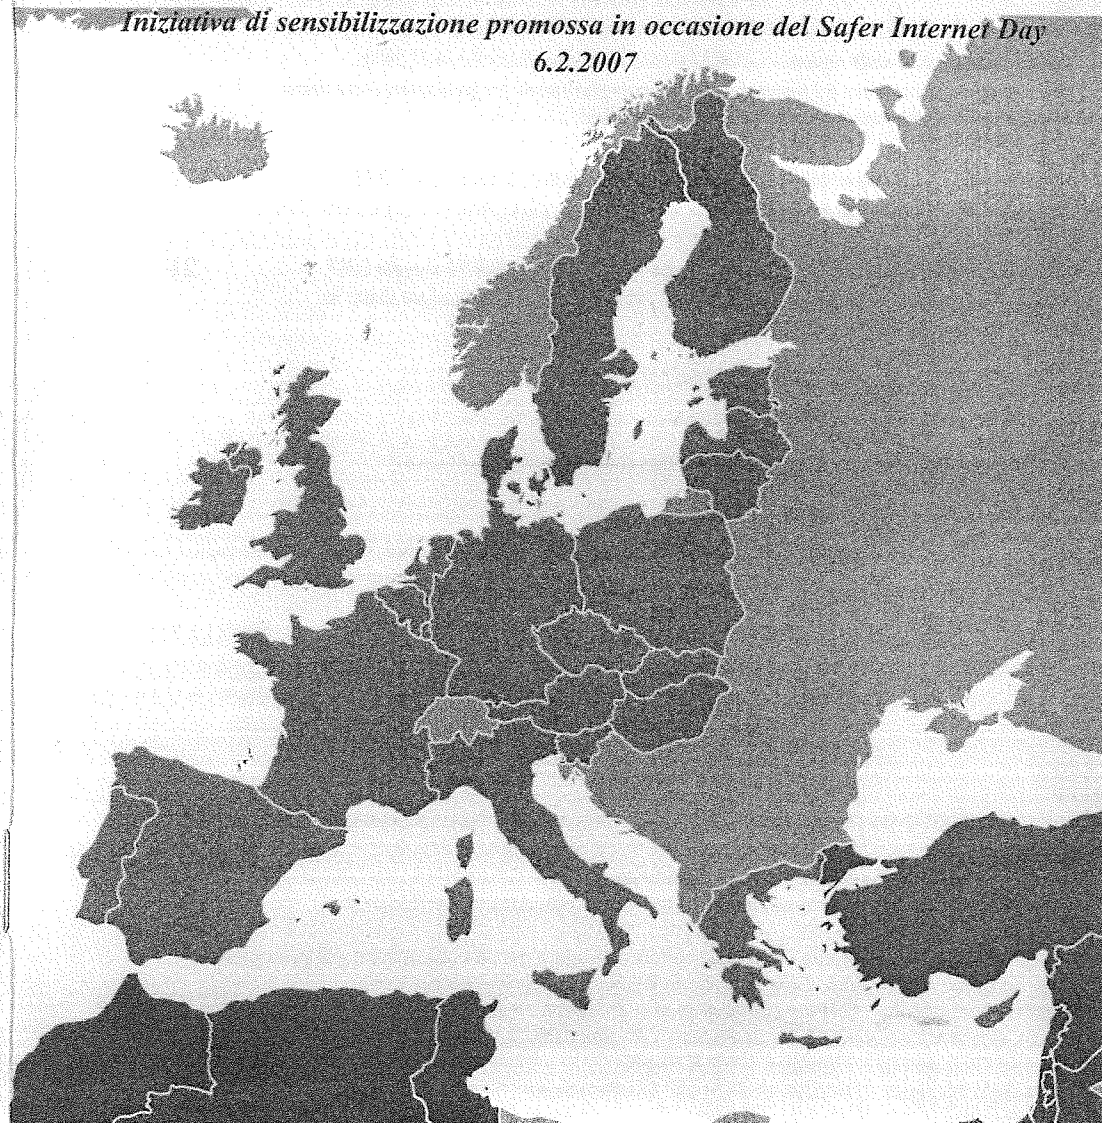 Iniziativa di sensibilizzazione promossa in occasione del Safer Internet Day
6.2.2007